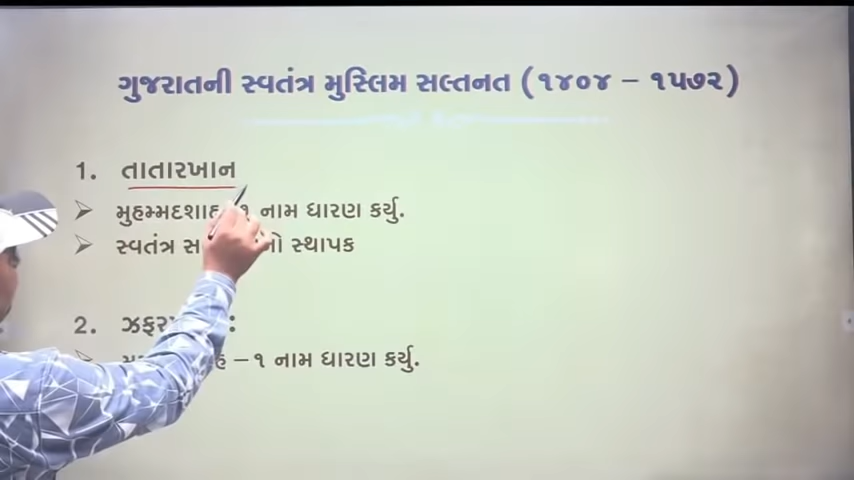 ગુજરાતની સ્વતંત્ર મુસ્લિમ સલ્તનત (૧૪૦૪ – ૧૫૭૨)
1. તાતારખાન
➢ મુહમ્મદશાહ ૧ નામ ધારણ કર્યુ.
➢ સ્વતંત્ર સ્થાપક
2.
– ૧ નામ ધારણ કર્યુ.